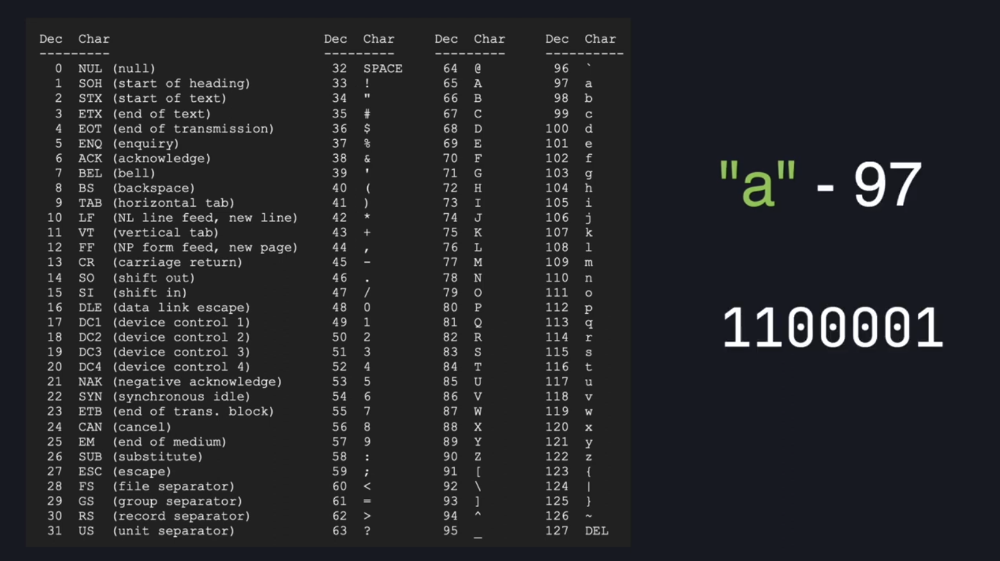 Dec  Char                           Dec  Char     Dec  Char     Dec  Char
---------                           ---------     ---------     ----------
  0  NUL (null)                      32  SPACE     64  @         96  `
  1  SOH (start of heading)          33  !         65  A         97  a
  2  STX (start of text)             34  "         66  B         98  b
  3  ETX (end of text)               35  #         67  C         99  c
  4  EOT (end of transmission)       36  $         68  D        100  d
  5  ENQ (enquiry)                   37  %         69  E        101  e
  6  ACK (acknowledge)               38  &         70  F        102  f
  7  BEL (bell)                      39  '         71  G        103  g
  8  BS  (backspace)                 40  (         72  H        104  h
  9  TAB (horizontal tab)            41  )         73  I        105  i
 10  LF  (NL line feed, new line)    42  *         74  J        106  j
 11  VT  (vertical tab)              43  +         75  K        107  k
 12  FF  (NP form feed, new page)    44  ,         76  L        108  l
 13  CR  (carriage return)           45  -         77  M        109  m
 14  SO  (shift out)                 46  .         78  N        110  n
 15  SI  (shift in)                  47  /         79  O        111  o
 16  DLE (data link escape)          48  0         80  P        112  p
 17  DC1 (device control 1)          49  1         81  Q        113  q
 18  DC2 (device control 2)          50  2         82  R        114  r
 19  DC3 (device control 3)          51  3         83  S        115  s
 20  DC4 (device control 4)          52  4         84  T        116  t
 21  NAK (negative acknowledge)      53  5         85  U        117  u
 22  SYN (synchronous idle)          54  6         86  V        118  v
 23  ETB (end of trans. block)       55  7         87  W        119  w
 24  CAN (cancel)                    56  8         88  X        120  x
 25  EM  (end of medium)             57  9         89  Y        121  y
 26  SUB (substitute)                58  :         90  Z        122  z
 27  ESC (escape)                    59  ;         91  [        123  {
 28  FS  (file separator)            60  <         92  \        124  |
 29  GS  (group separator)           61  =         93  ]        125  }
 30  RS  (record separator)          62  >         94  ^        126  ~
 31  US  (unit separator)            63  ?         95  _        127  DEL
"a" - 97
1100001